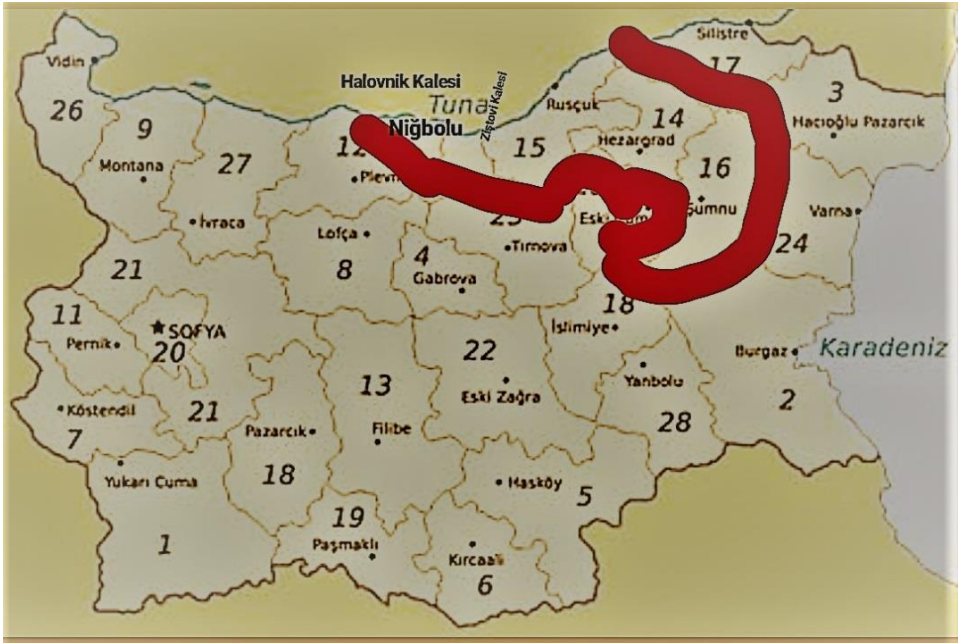 Silistre
Vidin
17
Halovnik Kalesi
3
26
Tuna
Ziştovi Kalesi
Rusçuk
9
12
Niğbolu
14
Hacıoğlu Pazarcık
27
15
Hezargrad
Montana
16
Plevn
İvraca
Eski
Şumnu
Varna
Lofça
Tırnova
24
21
8
4
Gabrova
18
11
SOFYA
İslimiye
Pernik
20
22
Burgaz
Karadeniz
13
Yanbolu
Eski Zağra
2
Köstendil
21
7
Pazarcık
Filibe
28
Yukarı Cuma
18
Hasköy
5
19
1
Paşmaklı
Kırcaali
6